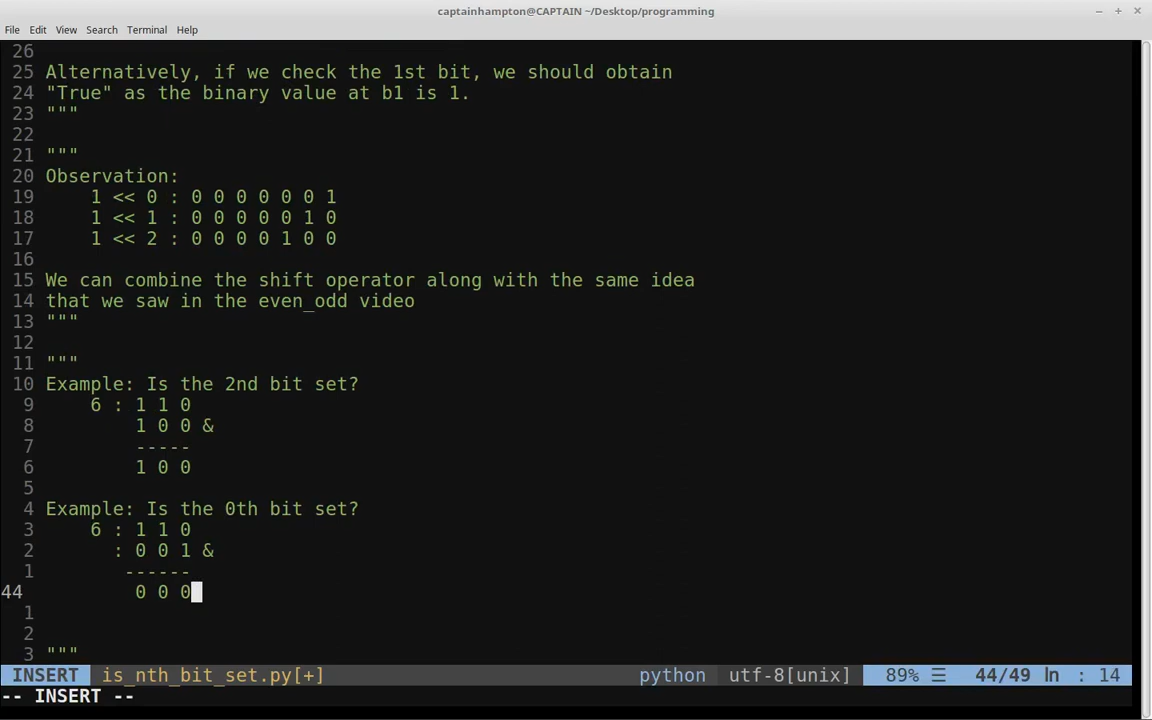 captainhampton@CAPTAIN ~/Desktop/programming
File Edit View Search Terminal Help
26
25 Alternatively, if we check the 1st bit, we should obtain
24 "True" as the binary value at b1 is 1.
23 """
22
21 """
20 Observation:
19     1 << 0 : 0 0 0 0 0 0 1
18     1 << 1 : 0 0 0 0 0 1 0
17     1 << 2 : 0 0 0 0 1 0 0
16
15 We can combine the shift operator along with the same idea
14 that we saw in the even_odd video
13 """
12
11 """
10 Example: Is the 2nd bit set?
9     6 : 1 1 0
8         1 0 0 &
7         -----
6         1 0 0
5
4 Example: Is the 0th bit set?
3     6 : 1 1 0
2       : 0 0 1 &
1        ------
44         0 0 0
1
2
3 """
INSERT is_nth_bit_set.py[+] python utf-8[unix] 89% ☰ 44/49 ln : 14
-- INSERT --